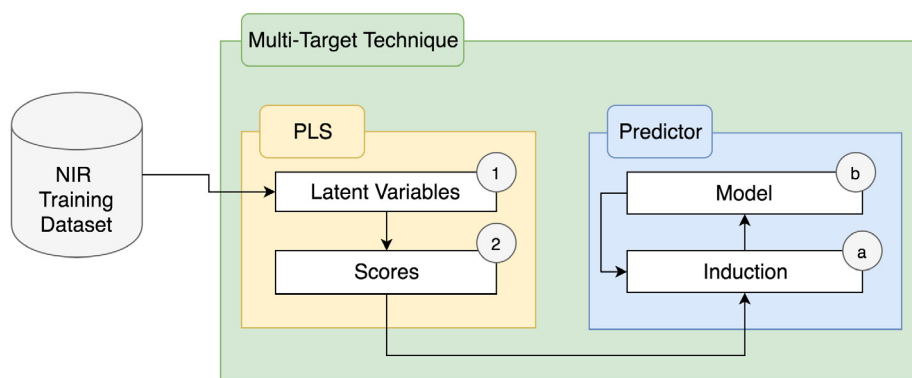 Multi-Target Technique
NIR
Training
Dataset
PLS
1
Latent Variables
2
Scores
Predictor
b
Model
a
Induction